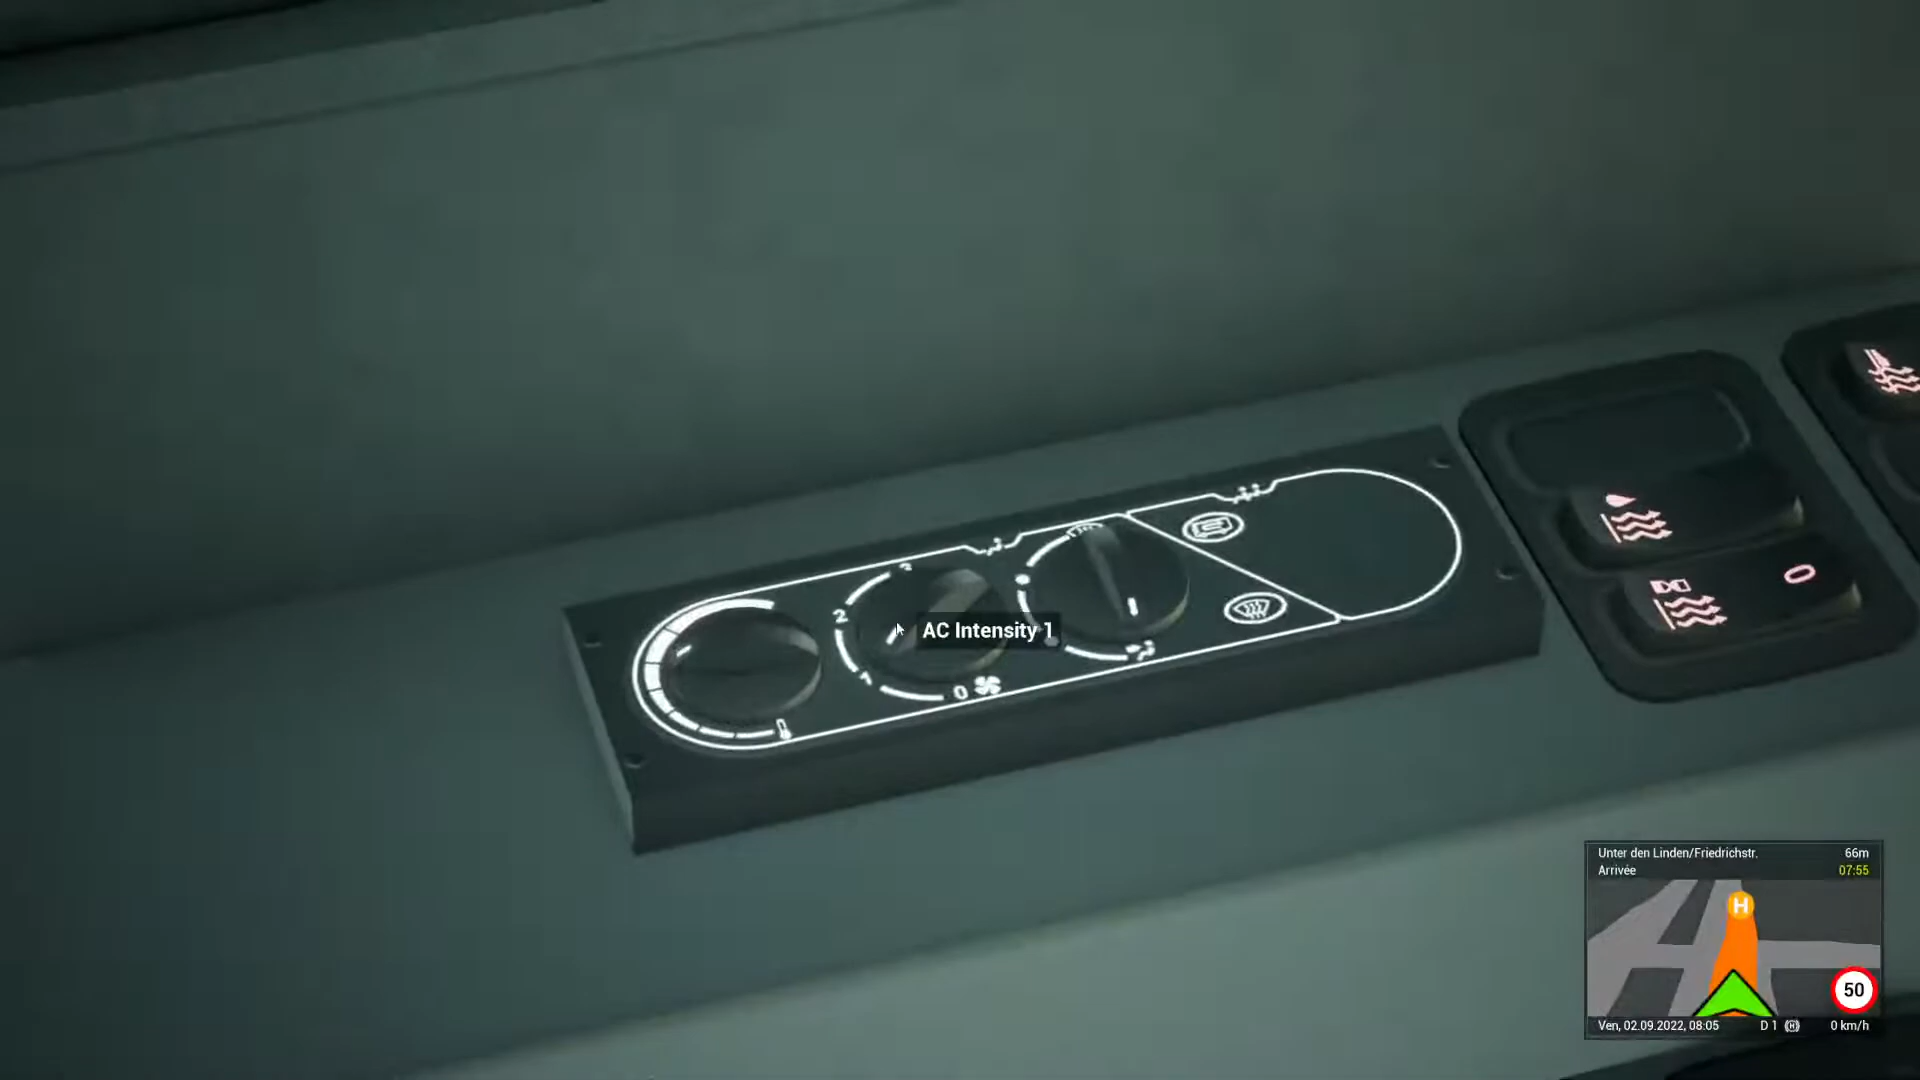 3
2
AC Intensity 1
1
0
0
Unter den Linden/Friedrichstr. 66m
Arrivée 07:55
H
50
Ven, 02.09.2022, 08:05 D 1 (H) 0 km/h